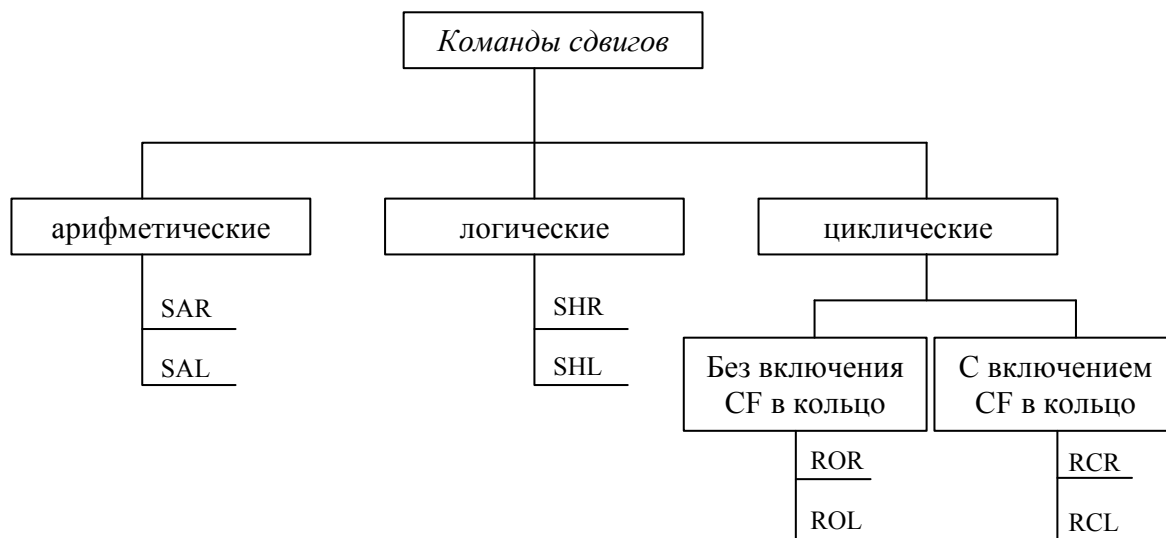 Команды сдвигов
арифметические
логические
циклические
SAR
SAL
SHR
SHL
Без включения
CF в кольцо
С включением
CF в кольцо
ROR
ROL
RCR
RCL